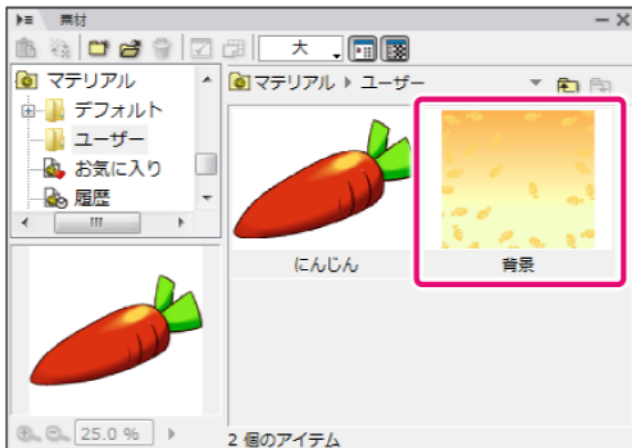 素材
大
マテリアル
デフォルト
ユーザー
お気に入り
履歴
マテリアル ユーザー
にんじん
背景
25.0 %
2 個のアイテム